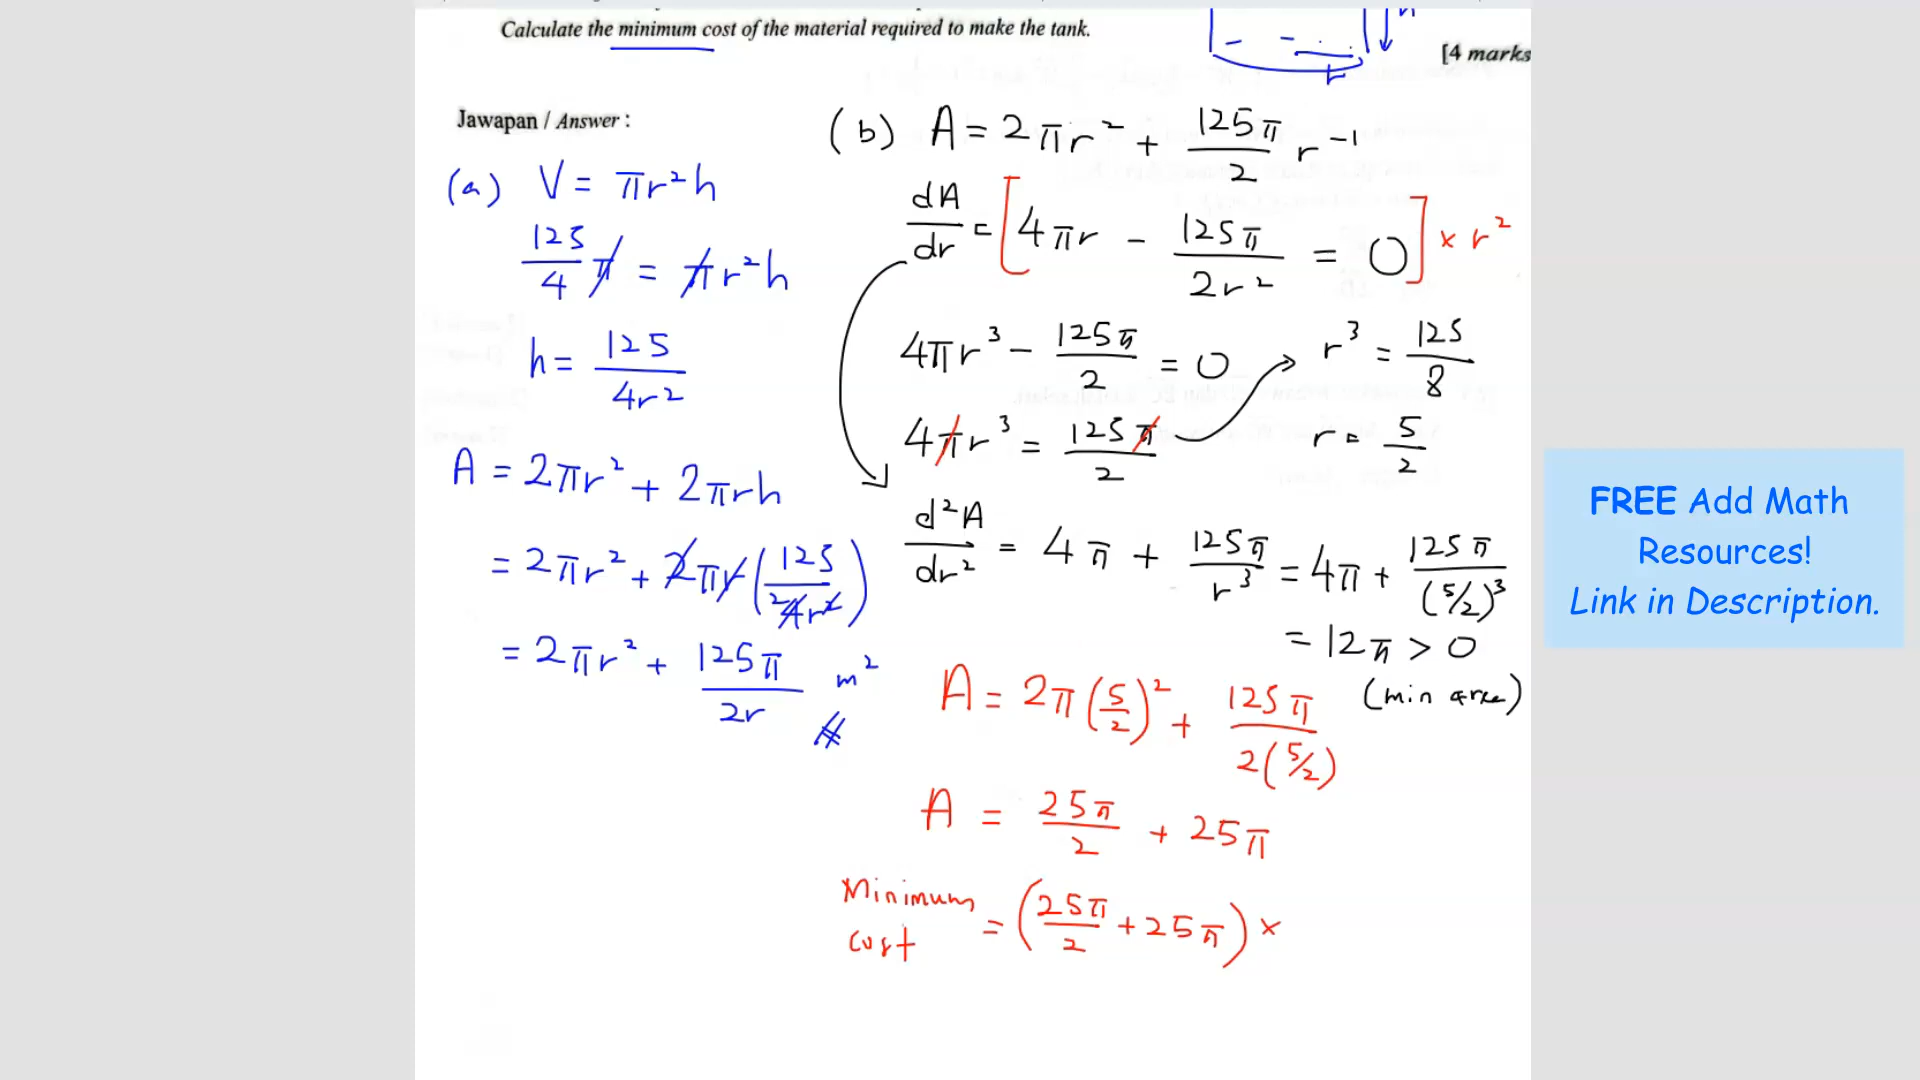 Calculate the minimum cost of the material required to make the tank.
h
r
[4 marks
Jawapan / Answer :
(a) V = πr²h
125/4 π = πr²h
h = 125/4r²
A = 2πr² + 2πrh
= 2πr² + 2πr (125/4r²) 2
= 2πr² + 125π/2r m²
(b) A = 2πr² + 125π/2 r⁻¹
dA/dr = [4πr - 125π/2r² = 0] × r²
4πr³ - 125π/2 = 0
4πr³ = 125π/2
r³ = 125/8
r = 5/2
d²A/dr² = 4π + 125π/r³ = 4π + 125π/(5/2)³
= 12π > 0
(min area)
A = 2π(5/2)² + 125π/2(5/2)
A = 25π/2 + 25π
Minimum cost = (25π/2 + 25π) ×
FREE Add Math
Resources!
Link in Description.